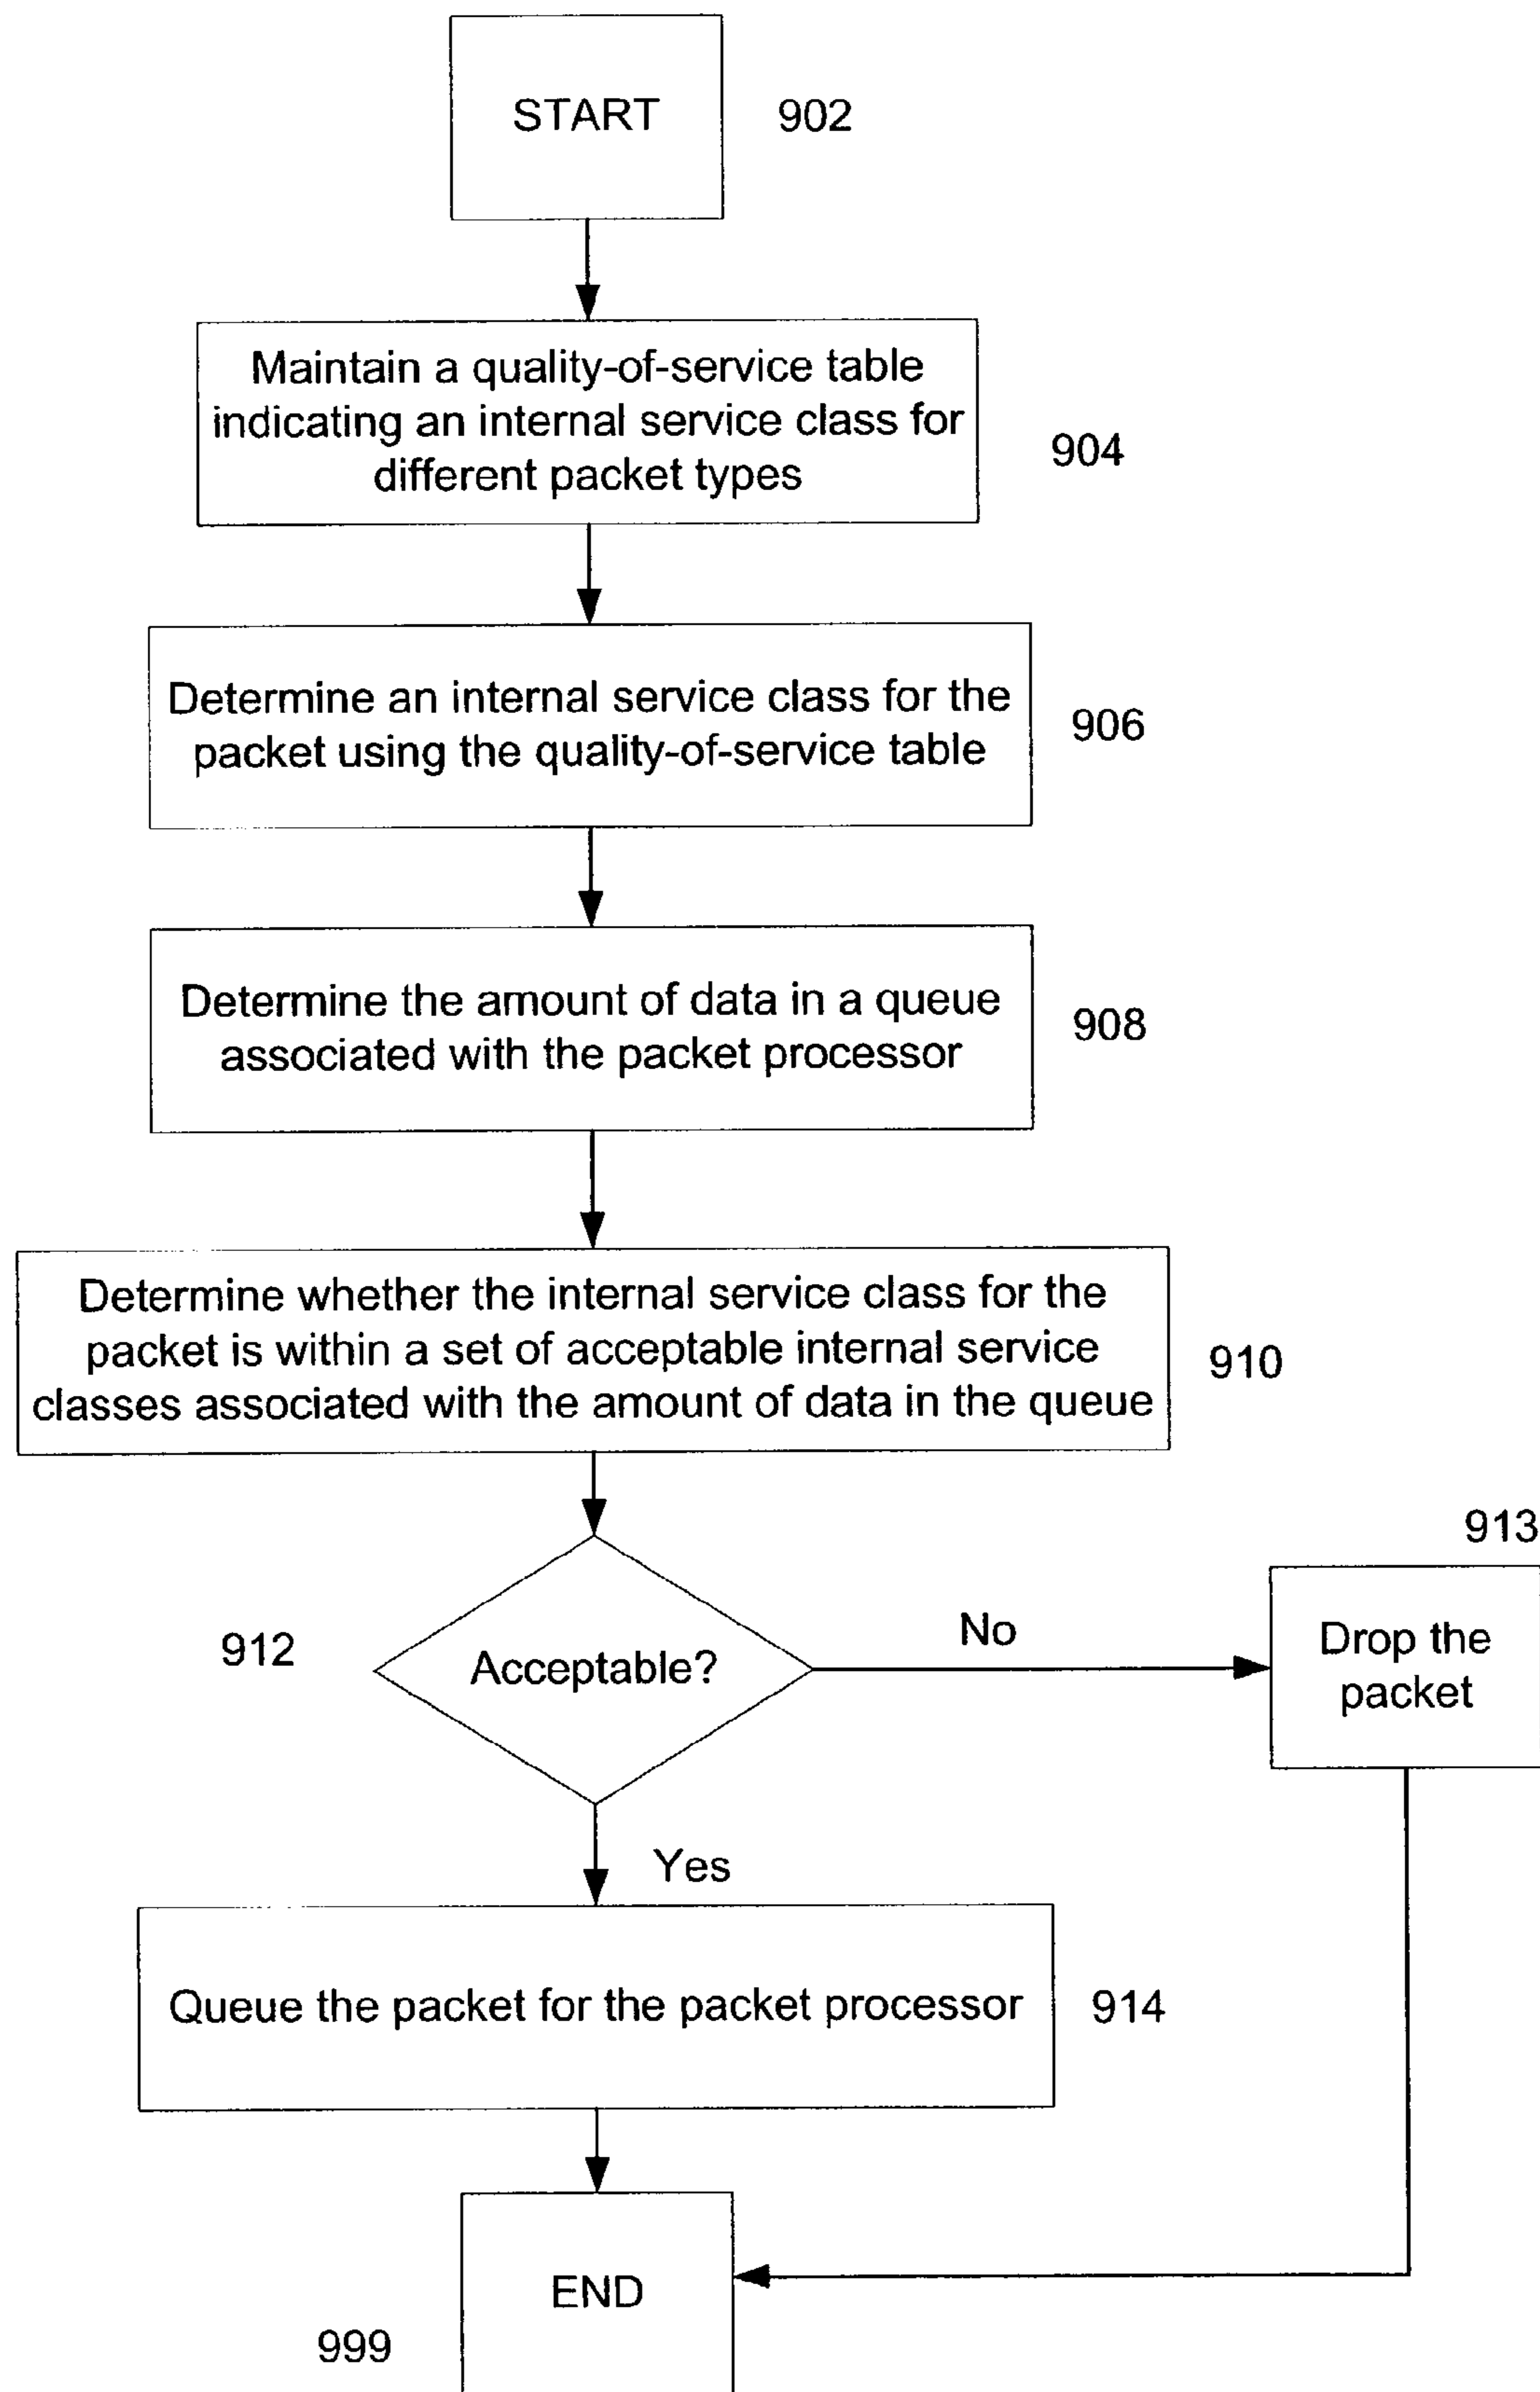 START
902
Maintain a quality-of-service table
indicating an internal service class for
different packet types
904
Determine an internal service class for the
packet using the quality-of-service table
906
Determine the amount of data in a queue
associated with the packet processor
908
Determine whether the internal service class for the
packet is within a set of acceptable internal service
classes associated with the amount of data in the queue
910
912
Acceptable?
No
913
Drop the
packet
Yes
Queue the packet for the packet processor
914
END
999